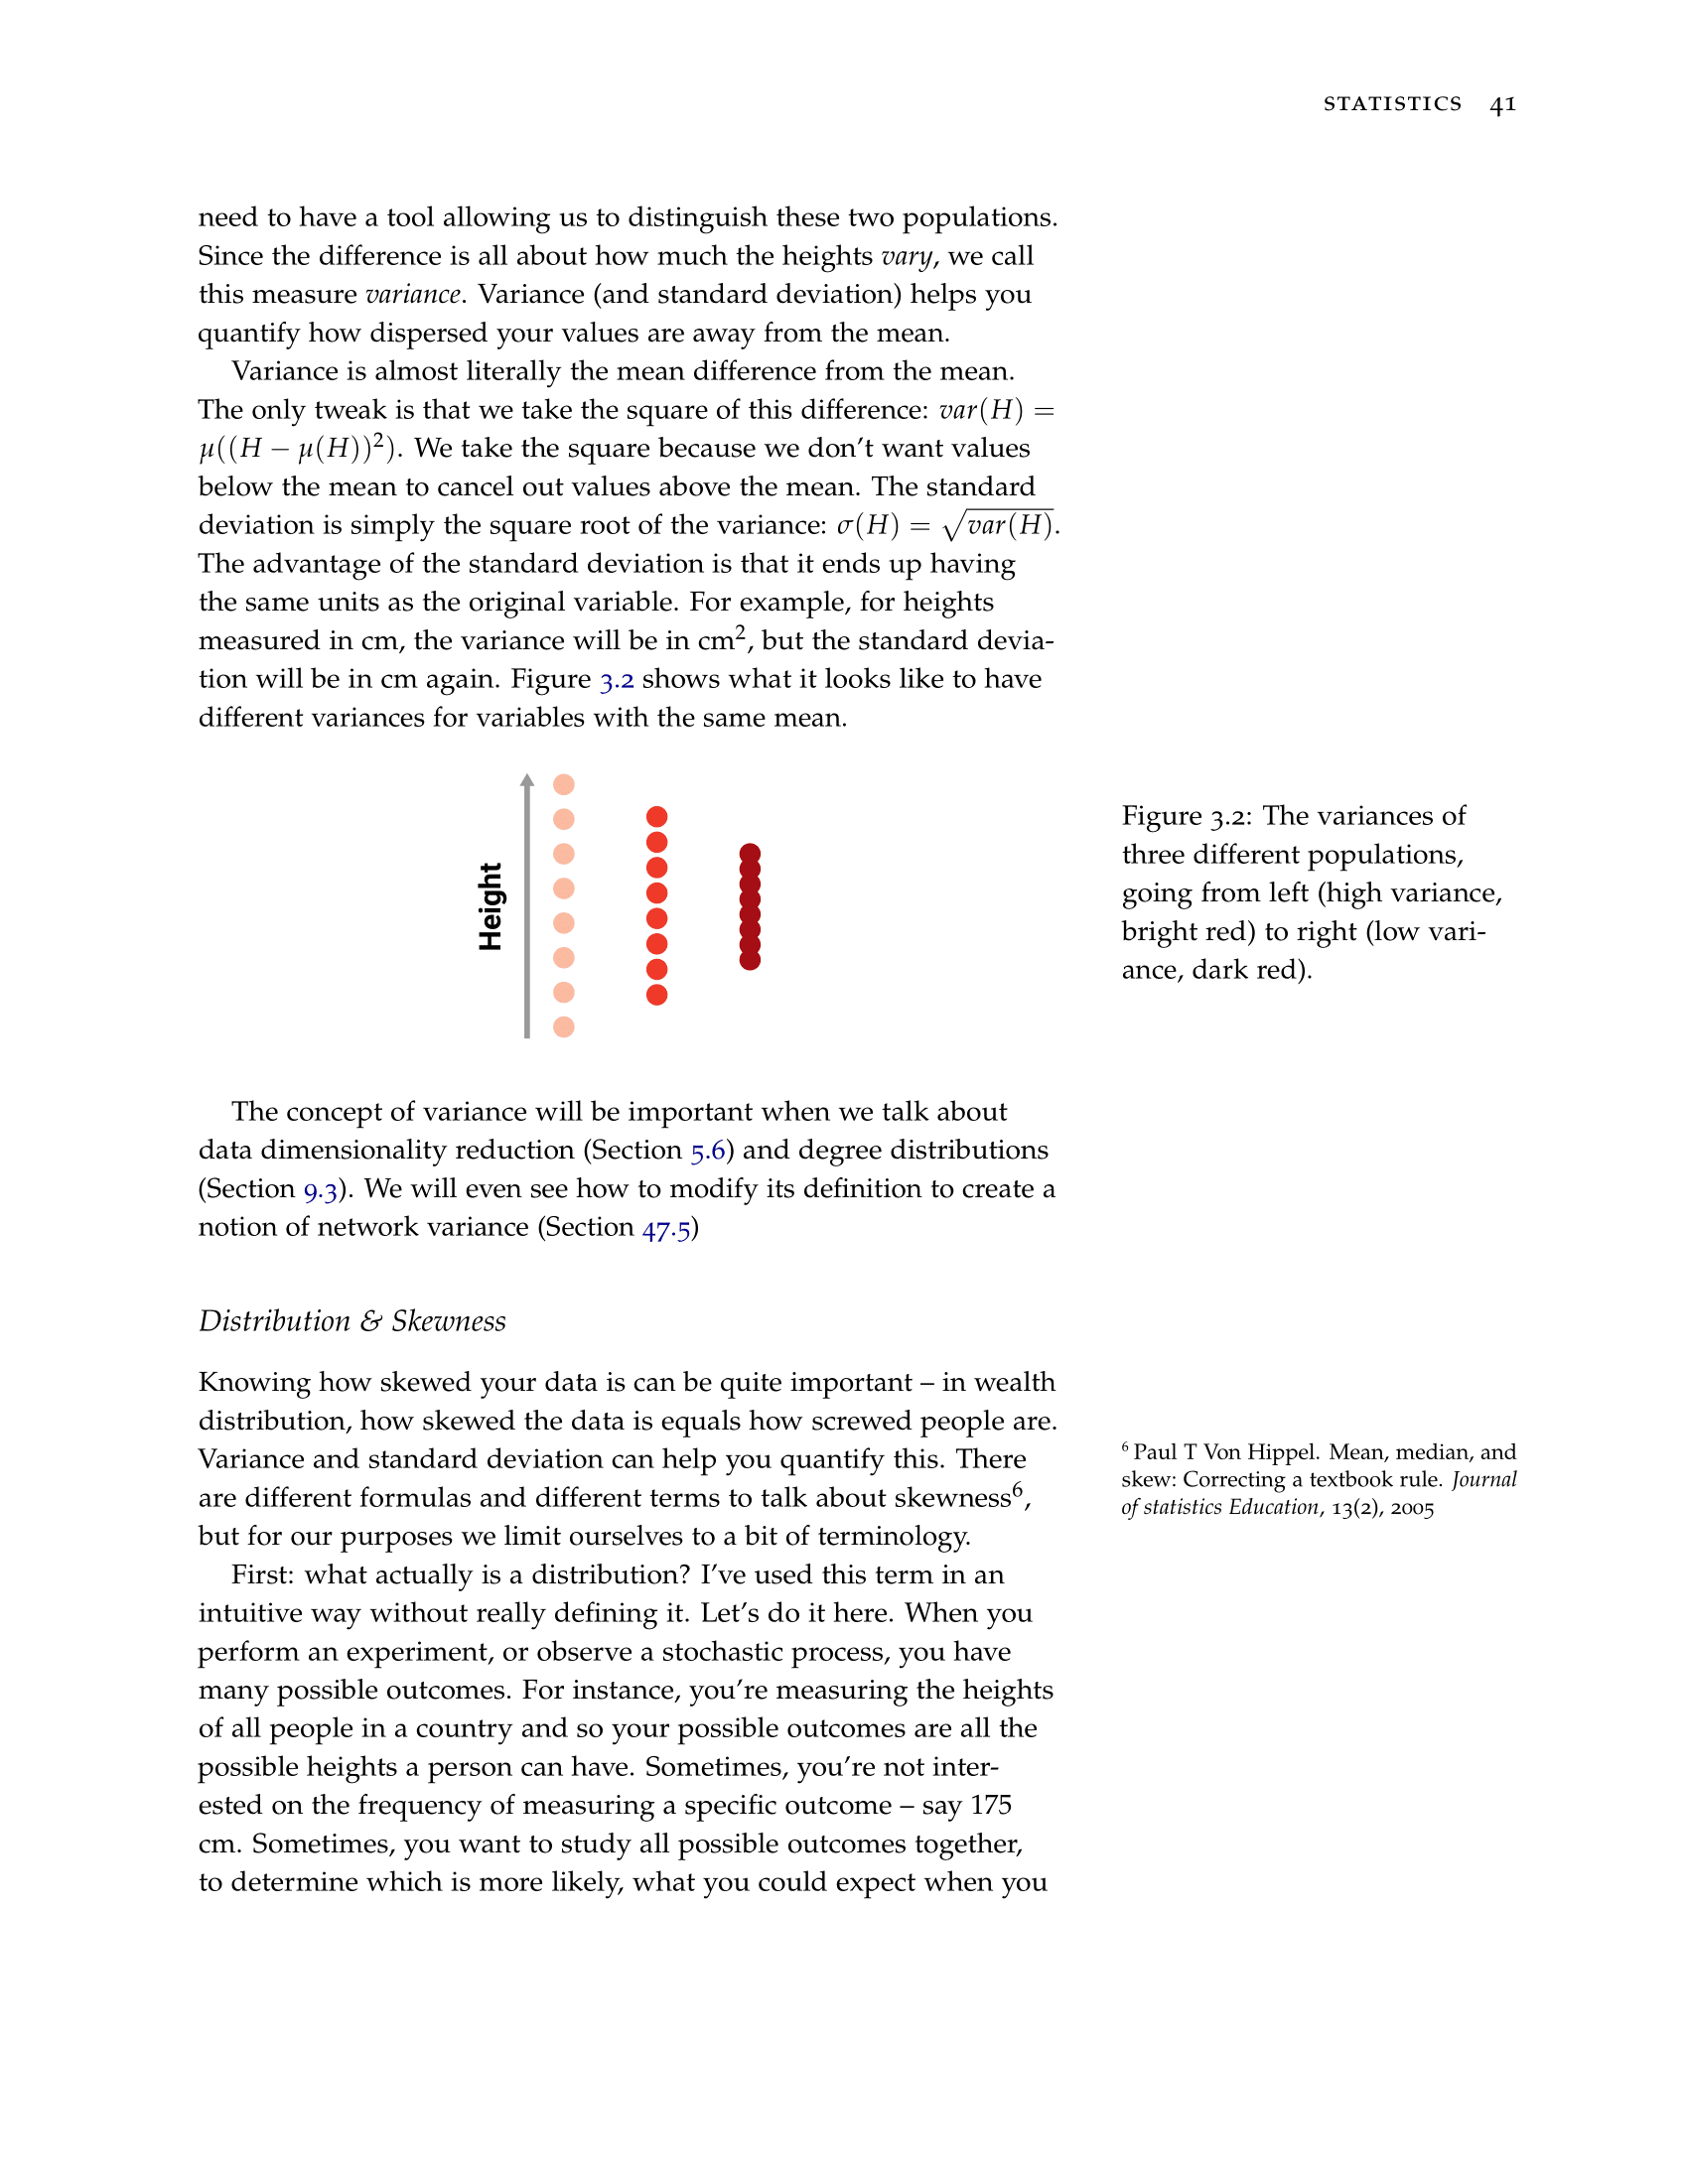 STATISTICS 41
need to have a tool allowing us to distinguish these two populations.
Since the difference is all about how much the heights vary, we call
this measure variance. Variance (and standard deviation) helps you
quantify how dispersed your values are away from the mean.
Variance is almost literally the mean difference from the mean.
The only tweak is that we take the square of this difference: var(H) =
μ((H − μ(H))²). We take the square because we don't want values
below the mean to cancel out values above the mean. The standard
deviation is simply the square root of the variance: σ(H) = √var(H).
The advantage of the standard deviation is that it ends up having
the same units as the original variable. For example, for heights
measured in cm, the variance will be in cm², but the standard devia-
tion will be in cm again. Figure 3.2 shows what it looks like to have
different variances for variables with the same mean.
Height
Figure 3.2: The variances of
three different populations,
going from left (high variance,
bright red) to right (low vari-
ance, dark red).
The concept of variance will be important when we talk about
data dimensionality reduction (Section 5.6) and degree distributions
(Section 9.3). We will even see how to modify its definition to create a
notion of network variance (Section 47.5)
Distribution & Skewness
Knowing how skewed your data is can be quite important – in wealth
distribution, how skewed the data is equals how screwed people are.
Variance and standard deviation can help you quantify this. There
are different formulas and different terms to talk about skewness⁶,
but for our purposes we limit ourselves to a bit of terminology.
⁶ Paul T Von Hippel. Mean, median, and
skew: Correcting a textbook rule. Journal
of statistics Education, 13(2), 2005
First: what actually is a distribution? I've used this term in an
intuitive way without really defining it. Let's do it here. When you
perform an experiment, or observe a stochastic process, you have
many possible outcomes. For instance, you're measuring the heights
of all people in a country and so your possible outcomes are all the
possible heights a person can have. Sometimes, you're not inter-
ested on the frequency of measuring a specific outcome – say 175
cm. Sometimes, you want to study all possible outcomes together,
to determine which is more likely, what you could expect when you